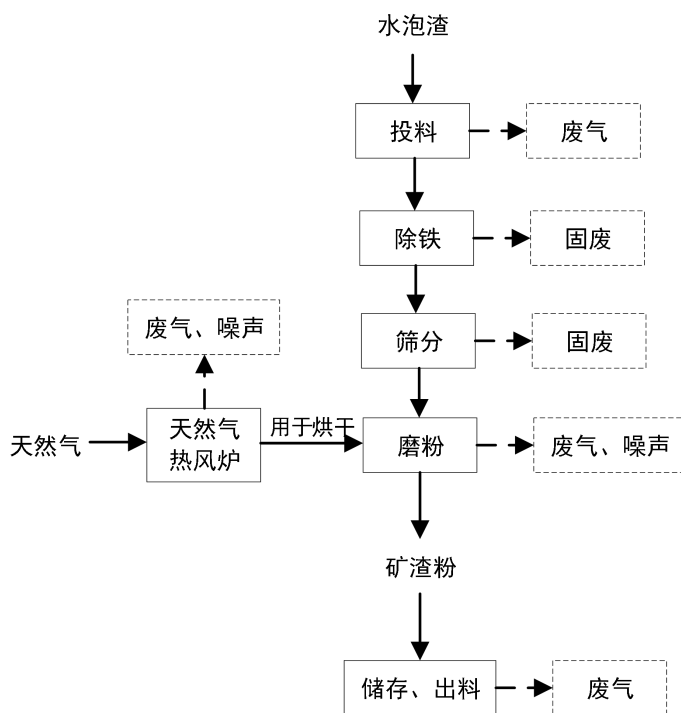 水泡渣
投料
废气
除铁
固废
筛分
固废
废气、噪声
天然气
天然气
热风炉
用于烘干
磨粉
废气、噪声
矿渣粉
储存、出料
废气